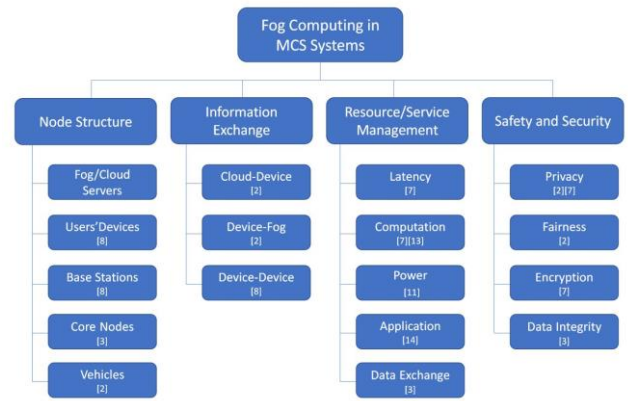 Fog Computing in
MCS Systems
Node Structure
Fog/Cloud
Servers
Users'Devices
[8]
Base Stations
[8]
Core Nodes
[3]
Vehicles
[2]
Information
Exchange
Cloud-Device
[2]
Device-Fog
[2]
Device-Device
[8]
Resource/Service
Management
Latency
[7]
Computation
[7][13]
Power
[11]
Application
[14]
Data Exchange
[3]
Safety and Security
Privacy
[2][7]
Fairness
[2]
Encryption
[7]
Data Integrity
[3]